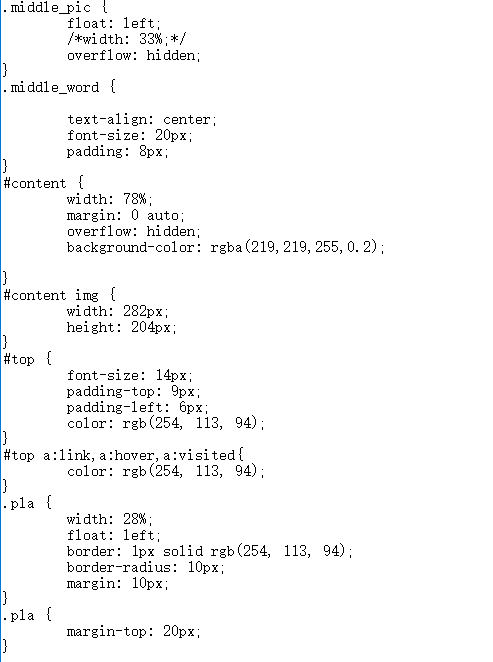 .middle_pic {
        float: left;
        /*width: 33%;*/
        overflow: hidden;
}
.middle_word {

        text-align: center;
        font-size: 20px;
        padding: 8px;
}
#content {
        width: 78%;
        margin: 0 auto;
        overflow: hidden;
        background-color: rgba(219,219,255,0.2);

}
#content img {
        width: 282px;
        height: 204px;
}
#top {
        font-size: 14px;
        padding-top: 9px;
        padding-left: 6px;
        color: rgb(254, 113, 94);
}
#top a:link,a:hover,a:visited{
        color: rgb(254, 113, 94);
}
.pla {
        width: 28%;
        float: left;
        border: 1px solid rgb(254, 113, 94);
        border-radius: 10px;
        margin: 10px;
}
.pla {
        margin-top: 20px;
}